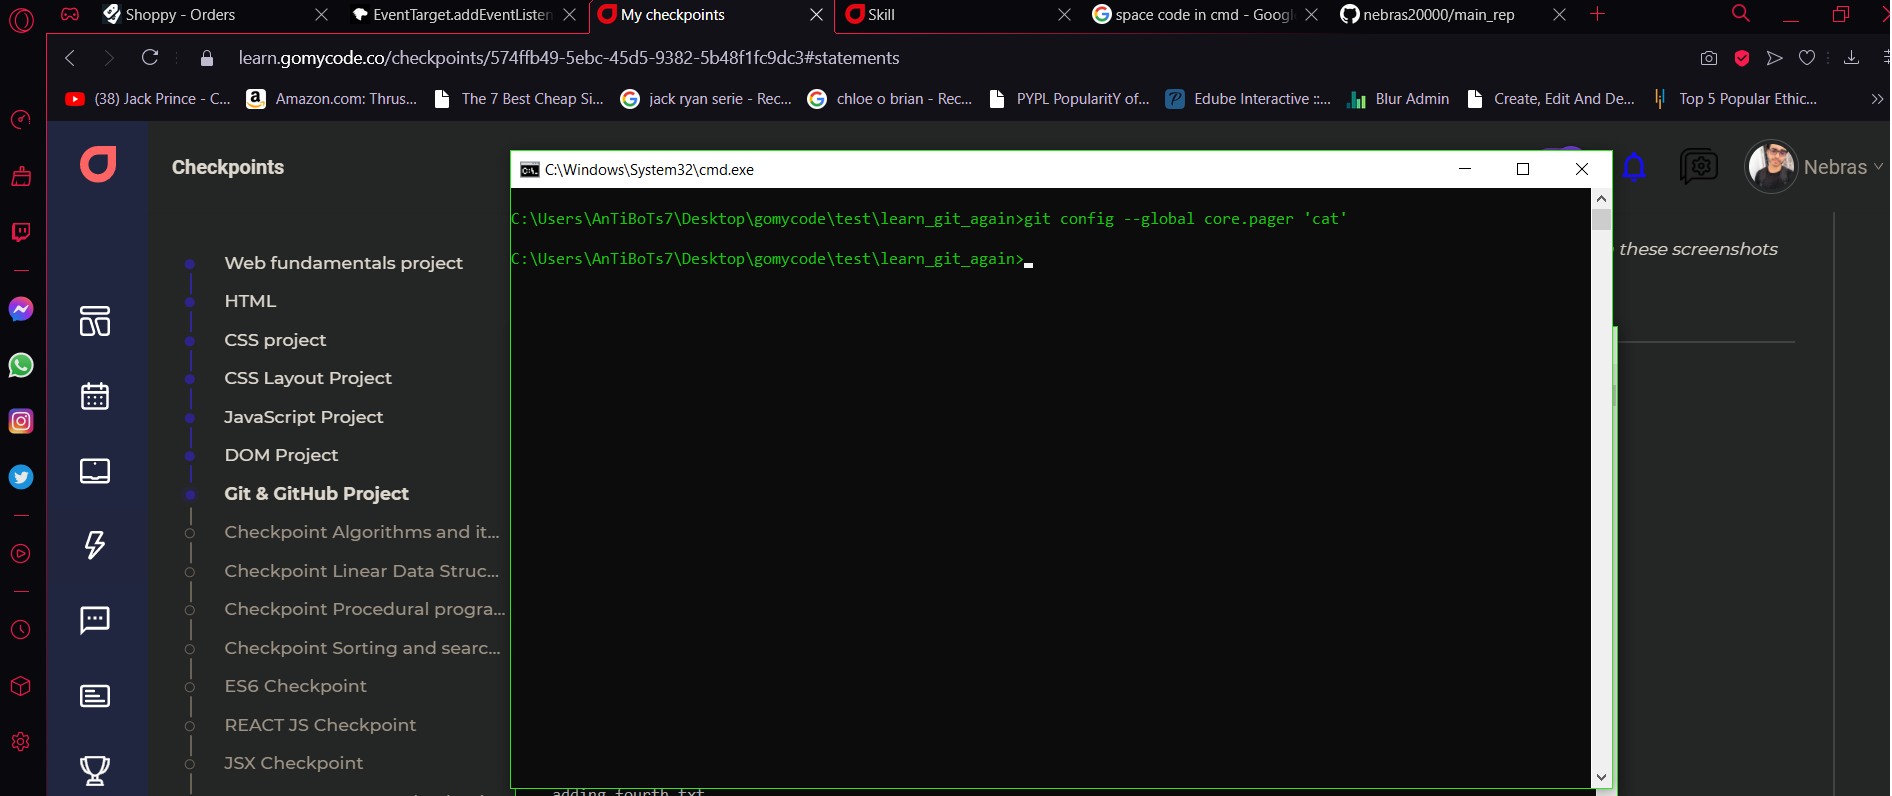 Shoppy - Orders
EventTarget.addEventListen
My checkpoints
Skill
space code in cmd - Googl
nebras20000/main_rep
learn.gomycode.co/checkpoints/574ffb49-5ebc-45d5-9382-5b48f1fc9dc3#statements
(38) Jack Prince - C...
Amazon.com: Thrus...
The 7 Best Cheap Si...
jack ryan serie - Rec...
chloe o brian - Rec...
PYPL PopularitY of...
Edube Interactive ::...
Blur Admin
Create, Edit And De...
Top 5 Popular Ethic...
Checkpoints
Nebras
C:\Windows\System32\cmd.exe
C:\Users\AnTiBoTs7\Desktop\gomycode\test\learn_git_again>git config --global core.pager 'cat'
C:\Users\AnTiBoTs7\Desktop\gomycode\test\learn_git_again>
these screenshots
Web fundamentals project
HTML
CSS project
CSS Layout Project
JavaScript Project
DOM Project
Git & GitHub Project
Checkpoint Algorithms and it...
Checkpoint Linear Data Struc...
Checkpoint Procedural progra...
Checkpoint Sorting and searc...
ES6 Checkpoint
REACT JS Checkpoint
JSX Checkpoint
adding fourth.txt